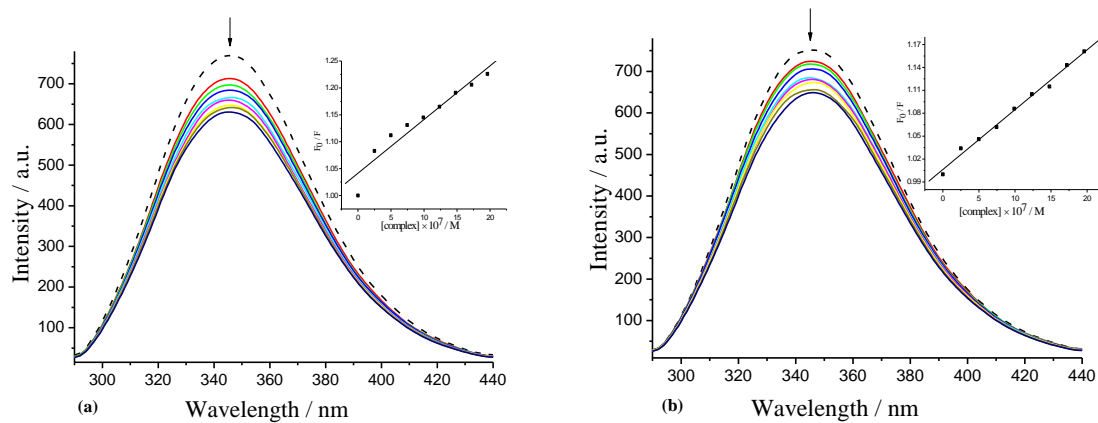 Intensity / a.u.
700
600
500
400
300
200
100
290 320 340 360 380 400 420 440
Wavelength / nm
(a)
F0 / F
1.25
1.20
1.15
1.10
1.05
1.00
0 5 10 15 20
[complex] × 10^7 / M
Intensity / a.u.
700
600
500
400
300
200
100
290 320 340 360 380 400 420 440
Wavelength / nm
(b)
F0 / F
1.17
1.14
1.11
1.08
1.05
1.02
0.99
0 5 10 15 20
[complex] × 10^7 / M